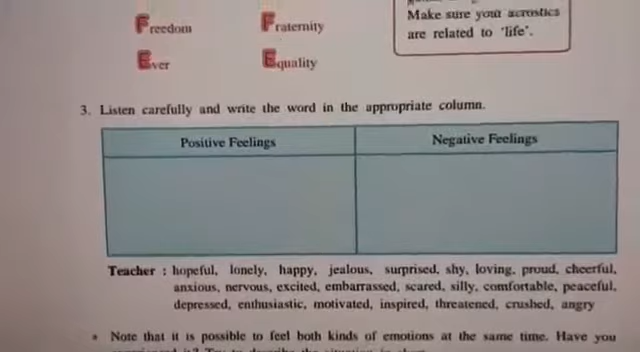 Make sure your acrostics
are related to 'life'.
Freedom
Fraternity
Ever
Equality
3. Listen carefully and write the word in the appropriate column.
Positive Feelings
Negative Feelings
Teacher : hopeful, lonely, happy, jealous, surprised, shy, loving, proud, cheerful,
anxious, nervous, excited, embarrassed, scared, silly, comfortable, peaceful,
depressed, enthusiastic, motivated, inspired, threatened, crushed, angry
* Note that it is possible to feel both kinds of emotions at the same time. Have you